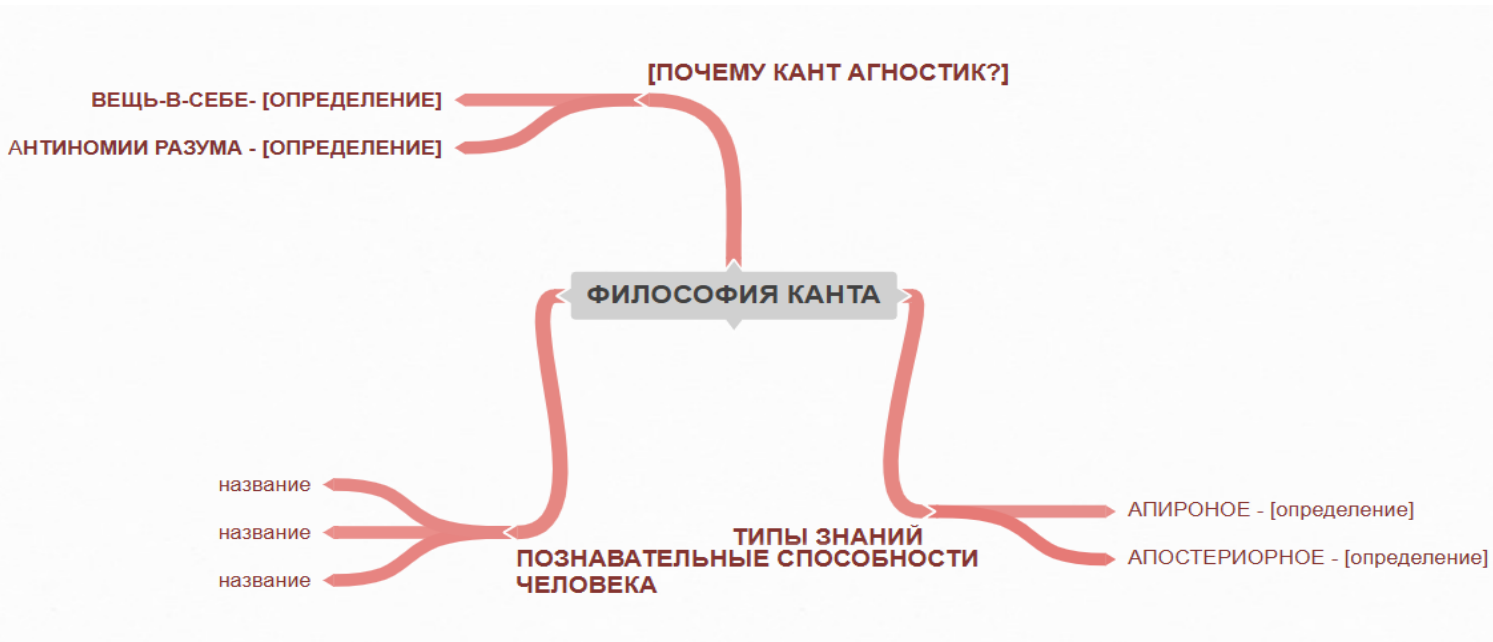 [ПОЧЕМУ КАНТ АГНОСТИК?]
ВЕЩЬ-В-СЕБЕ- [ОПРЕДЕЛЕНИЕ]
АНТИНОМИИ РАЗУМА - [ОПРЕДЕЛЕНИЕ]
ФИЛОСОФИЯ КАНТА
название
название
название
ПОЗНАВАТЕЛЬНЫЕ СПОСОБНОСТИ
ЧЕЛОВЕКА
ТИПЫ ЗНАНИЙ
АПИРОНОЕ - [определение]
АПОСТЕРИОРНОЕ - [определение]